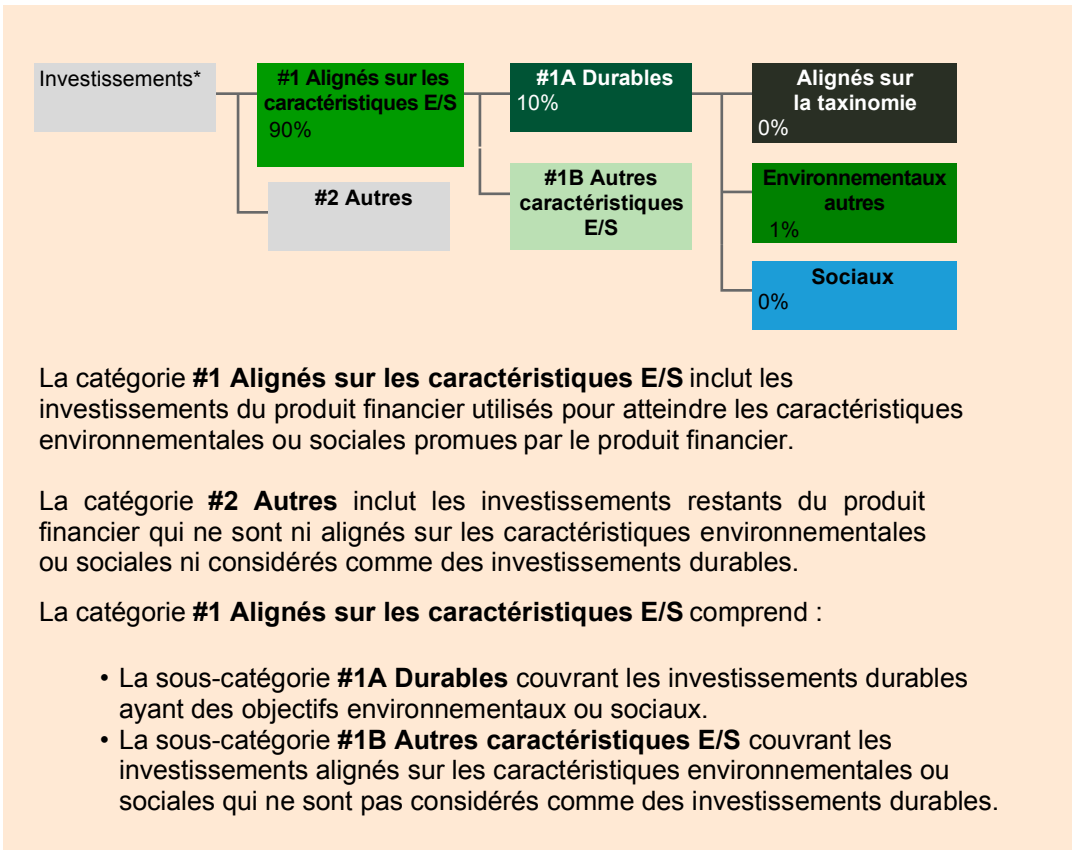 Investissements*
#1 Alignés sur les
caractéristiques E/S
90%
#2 Autres
#1A Durables
10%
#1B Autres
caractéristiques
E/S
Alignés sur
la taxinomie
0%
Environnementaux
autres
1%
Sociaux
0%
La catégorie #1 Alignés sur les caractéristiques E/S inclut les
investissements du produit financier utilisés pour atteindre les caractéristiques
environnementales ou sociales promues par le produit financier.
La catégorie #2 Autres inclut les investissements restants du produit
financier qui ne sont ni alignés sur les caractéristiques environnementales
ou sociales ni considérés comme des investissements durables.
La catégorie #1 Alignés sur les caractéristiques E/S comprend :
• La sous-catégorie #1A Durables couvrant les investissements durables
ayant des objectifs environnementaux ou sociaux.
• La sous-catégorie #1B Autres caractéristiques E/S couvrant les
investissements alignés sur les caractéristiques environnementales ou
sociales qui ne sont pas considérés comme des investissements durables.